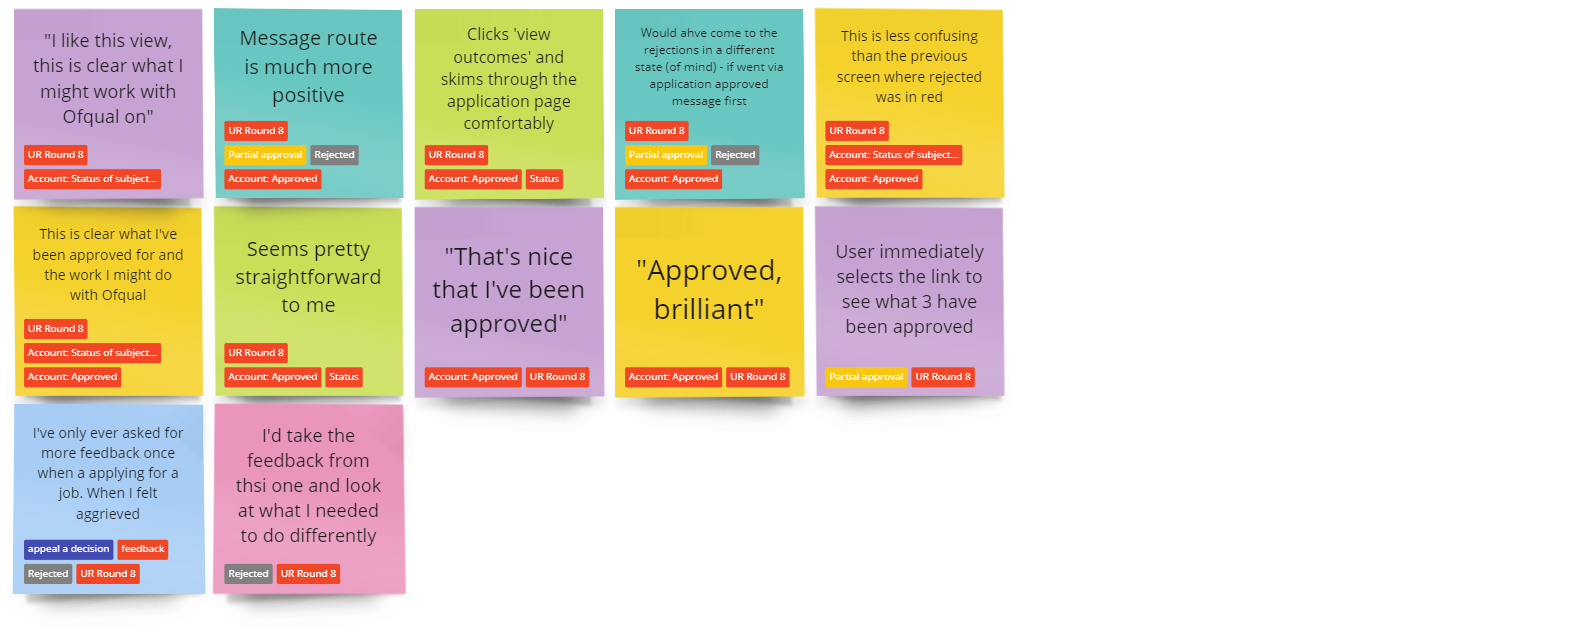 "I like this view,
this is clear what I
might work with
Ofqual on"
UR Round 8
Account: Status of subject...
Message route
is much more
positive
UR Round 8
Partial approval Rejected
Account: Approved
Clicks 'view
outcomes' and
skims through the
application page
comfortably
UR Round 8
Account: Approved Status
Would ahve come to the
rejections in a different
state (of mind) - if went via
application approved
message first
UR Round 8
Partial approval Rejected
Account: Approved
This is less confusing
than the previous
screen where rejected
was in red
UR Round 8
Account: Status of subject...
Account: Approved
This is clear what I've
been approved for and
the work I might do
with Ofqual
UR Round 8
Account: Status of subject...
Account: Approved
Seems pretty
straightforward
to me
UR Round 8
Account: Approved Status
"That's nice
that I've been
approved"
Account: Approved UR Round 8
"Approved,
brilliant"
Account: Approved UR Round 8
User immediately
selects the link to
see what 3 have
been approved
Partial approval UR Round 8
I've only ever asked for
more feedback once
when a applying for a
job. When I felt
aggrieved
appeal a decision feedback
Rejected UR Round 8
I'd take the
feedback from
thsi one and look
at what I needed
to do differently
Rejected UR Round 8